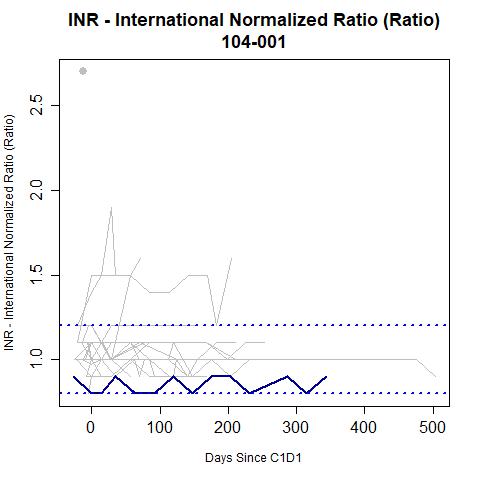 INR - International Normalized Ratio (Ratio)
104-001
INR - International Normalized Ratio (Ratio)
2.5
2.0
1.5
1.0
0 100 200 300 400 500
Days Since C1D1